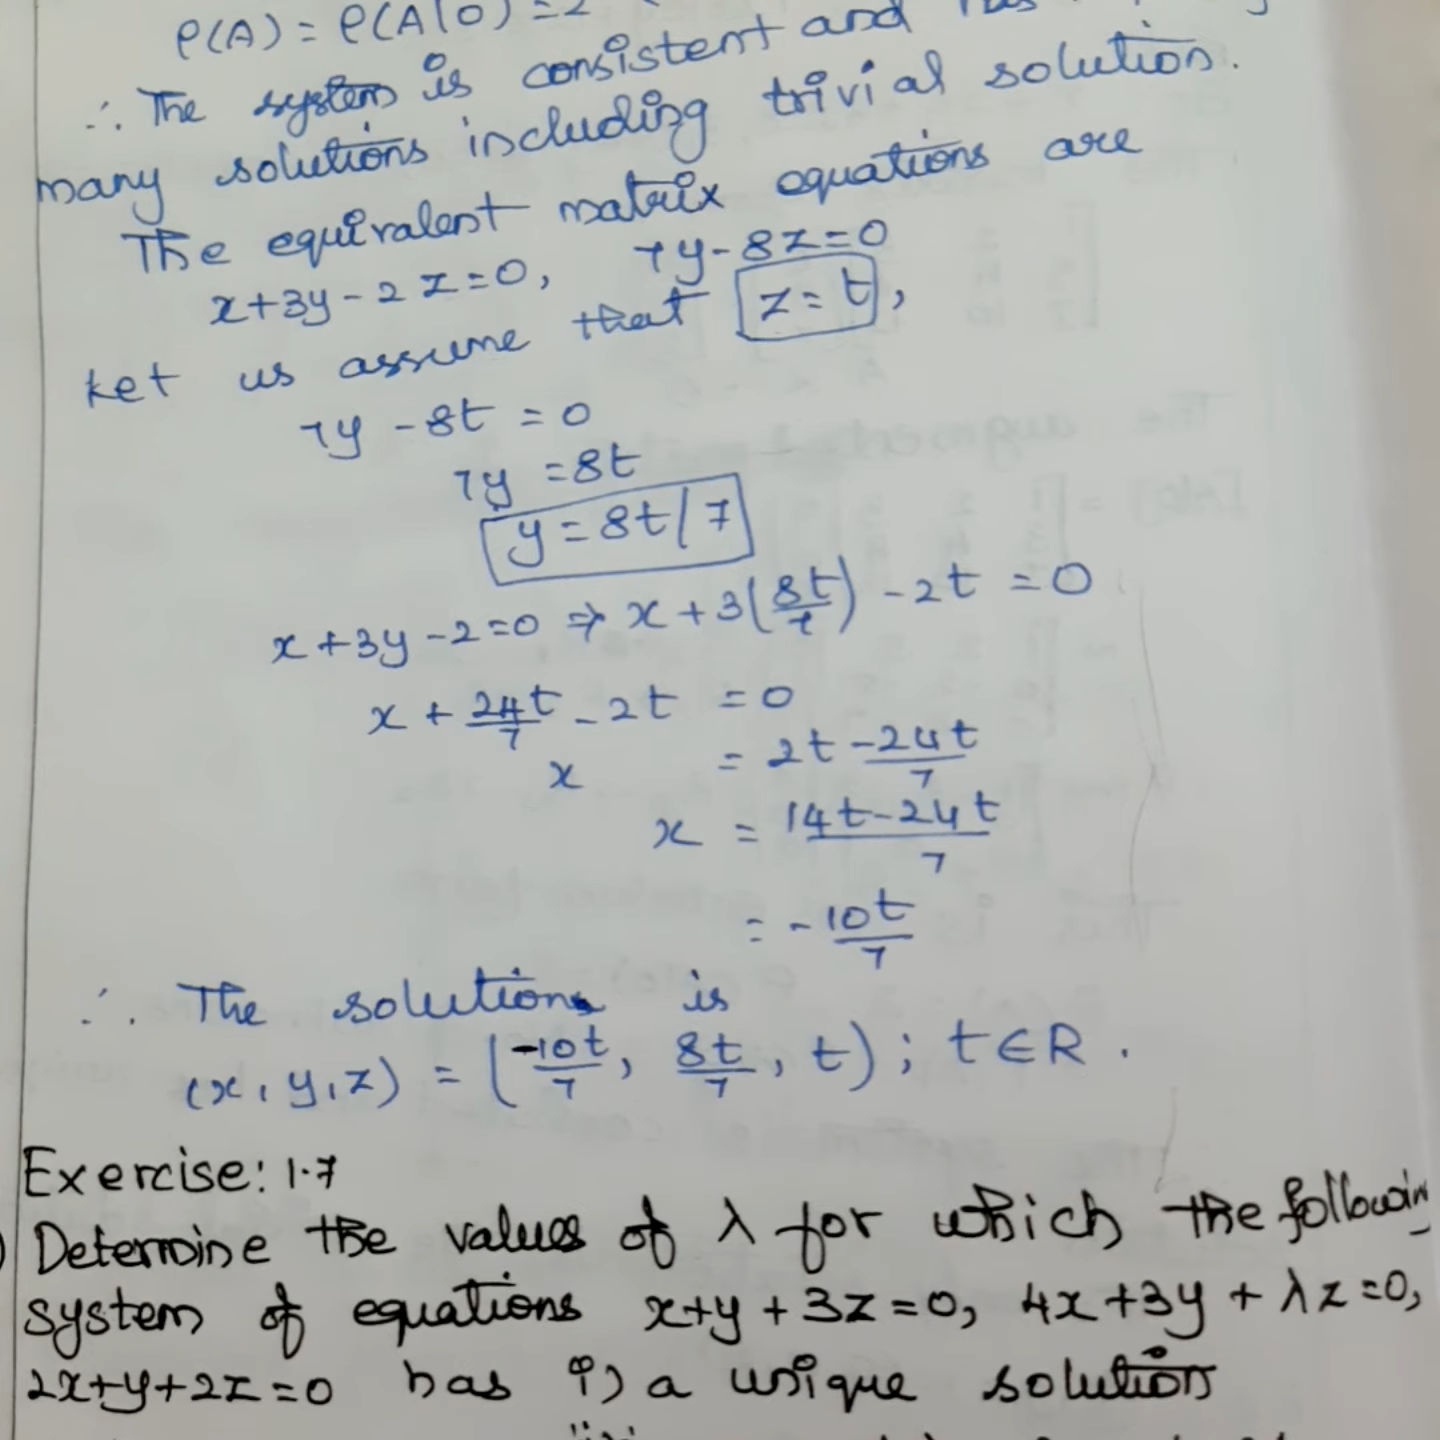 ρ(A) = ρ(A|0) = 2
∴ The system is consistent and
many solutions including trivial solution.
The equivalent matrix equations are
x+3y-2z=0, 7y-8z=0
Let us assume that z=t,
7y-8t=0
7y=8t
y=8t/7
x+3y-2=0 ⇒ x+3(8t/7)-2t=0
x+24t/7-2t=0
x=2t-24t/7
x=14t-24t/7
=-10t/7
∴ The solution is
(x,y,z)=(-10t/7, 8t/7, t); t∈R.
Exercise: 1.7
Determine the values of λ for which the followin
system of equations x+y+3z=0, 4x+3y+λz=0,
2x+y+2z=0 has i) a unique solution